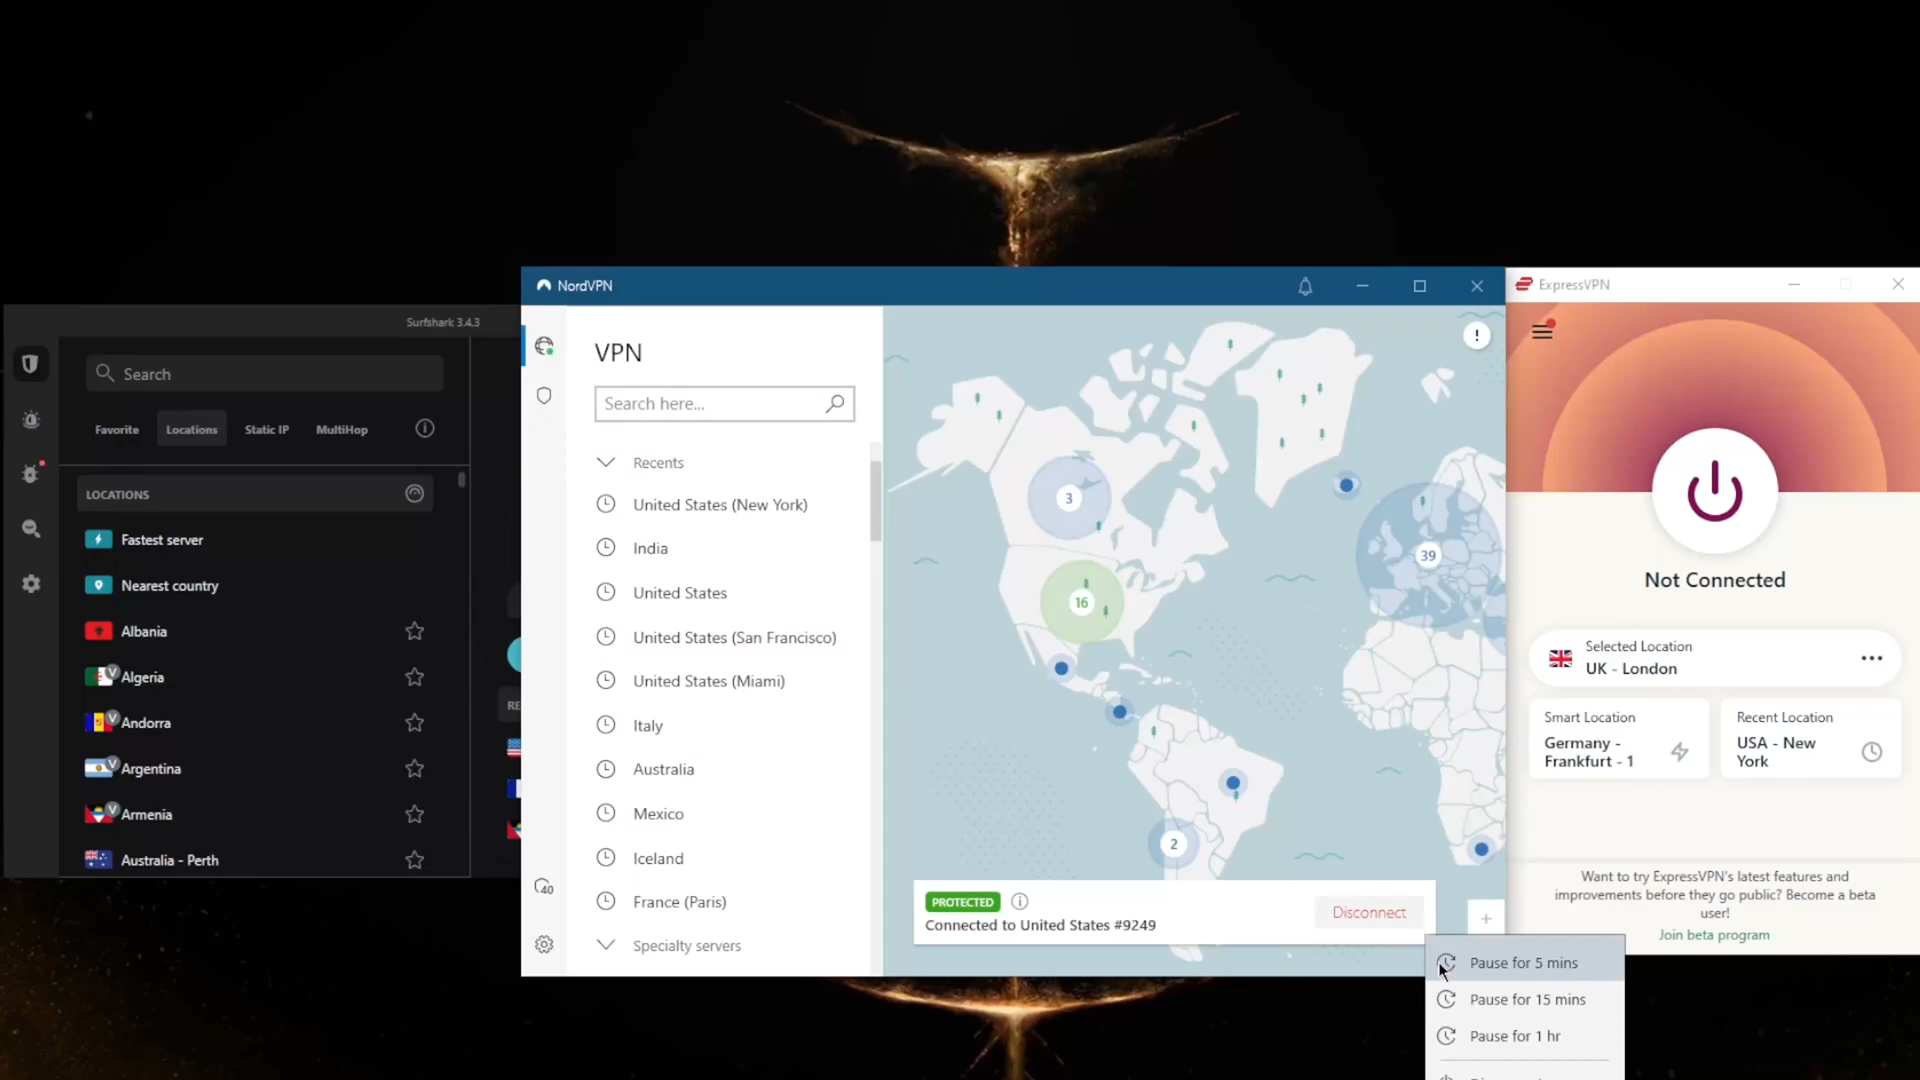 Surfshark 3.4.3
Search
Favorite
Locations
Static IP
MultiHop
LOCATIONS
Fastest server
Nearest country
Albania
Algeria
Andorra
Argentina
Armenia
Australia - Perth
RE
NordVPN
VPN
Search here...
Recents
United States (New York)
India
United States
United States (San Francisco)
United States (Miami)
Italy
Australia
Mexico
Iceland
France (Paris)
Specialty servers
40
3
16
39
2
!
PROTECTED
Connected to United States #9249
Disconnect
Pause for 5 mins
Pause for 15 mins
Pause for 1 hr
ExpressVPN
Not Connected
Selected Location
UK - London
Smart Location
Germany -
Frankfurt - 1
Recent Location
USA - New
York
Want to try ExpressVPN's latest features and
improvements before they go public? Become a beta
user!
Join beta program